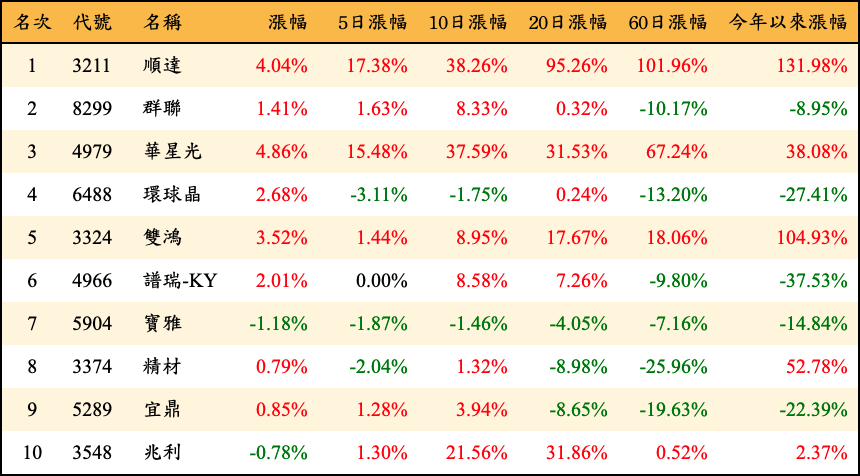 名次 代號 名稱 漲幅 5日漲幅 10日漲幅 20日漲幅 60日漲幅 今年以來漲幅
1 3211 順達 4.04% 17.38% 38.26% 95.26% 101.96% 131.98%
2 8299 群聯 1.41% 1.63% 8.33% 0.32% -10.17% -8.95%
3 4979 華星光 4.86% 15.48% 37.59% 31.53% 67.24% 38.08%
4 6488 環球晶 2.68% -3.11% -1.75% 0.24% -13.20% -27.41%
5 3324 雙鴻 3.52% 1.44% 8.95% 17.67% 18.06% 104.93%
6 4966 譜瑞-KY 2.01% 0.00% 8.58% 7.26% -9.80% -37.53%
7 5904 寶雅 -1.18% -1.87% -1.46% -4.05% -7.16% -14.84%
8 3374 精材 0.79% -2.04% 1.32% -8.98% -25.96% 52.78%
9 5289 宜鼎 0.85% 1.28% 3.94% -8.65% -19.63% -22.39%
10 3548 兆利 -0.78% 1.30% 21.56% 31.86% 0.52% 2.37%